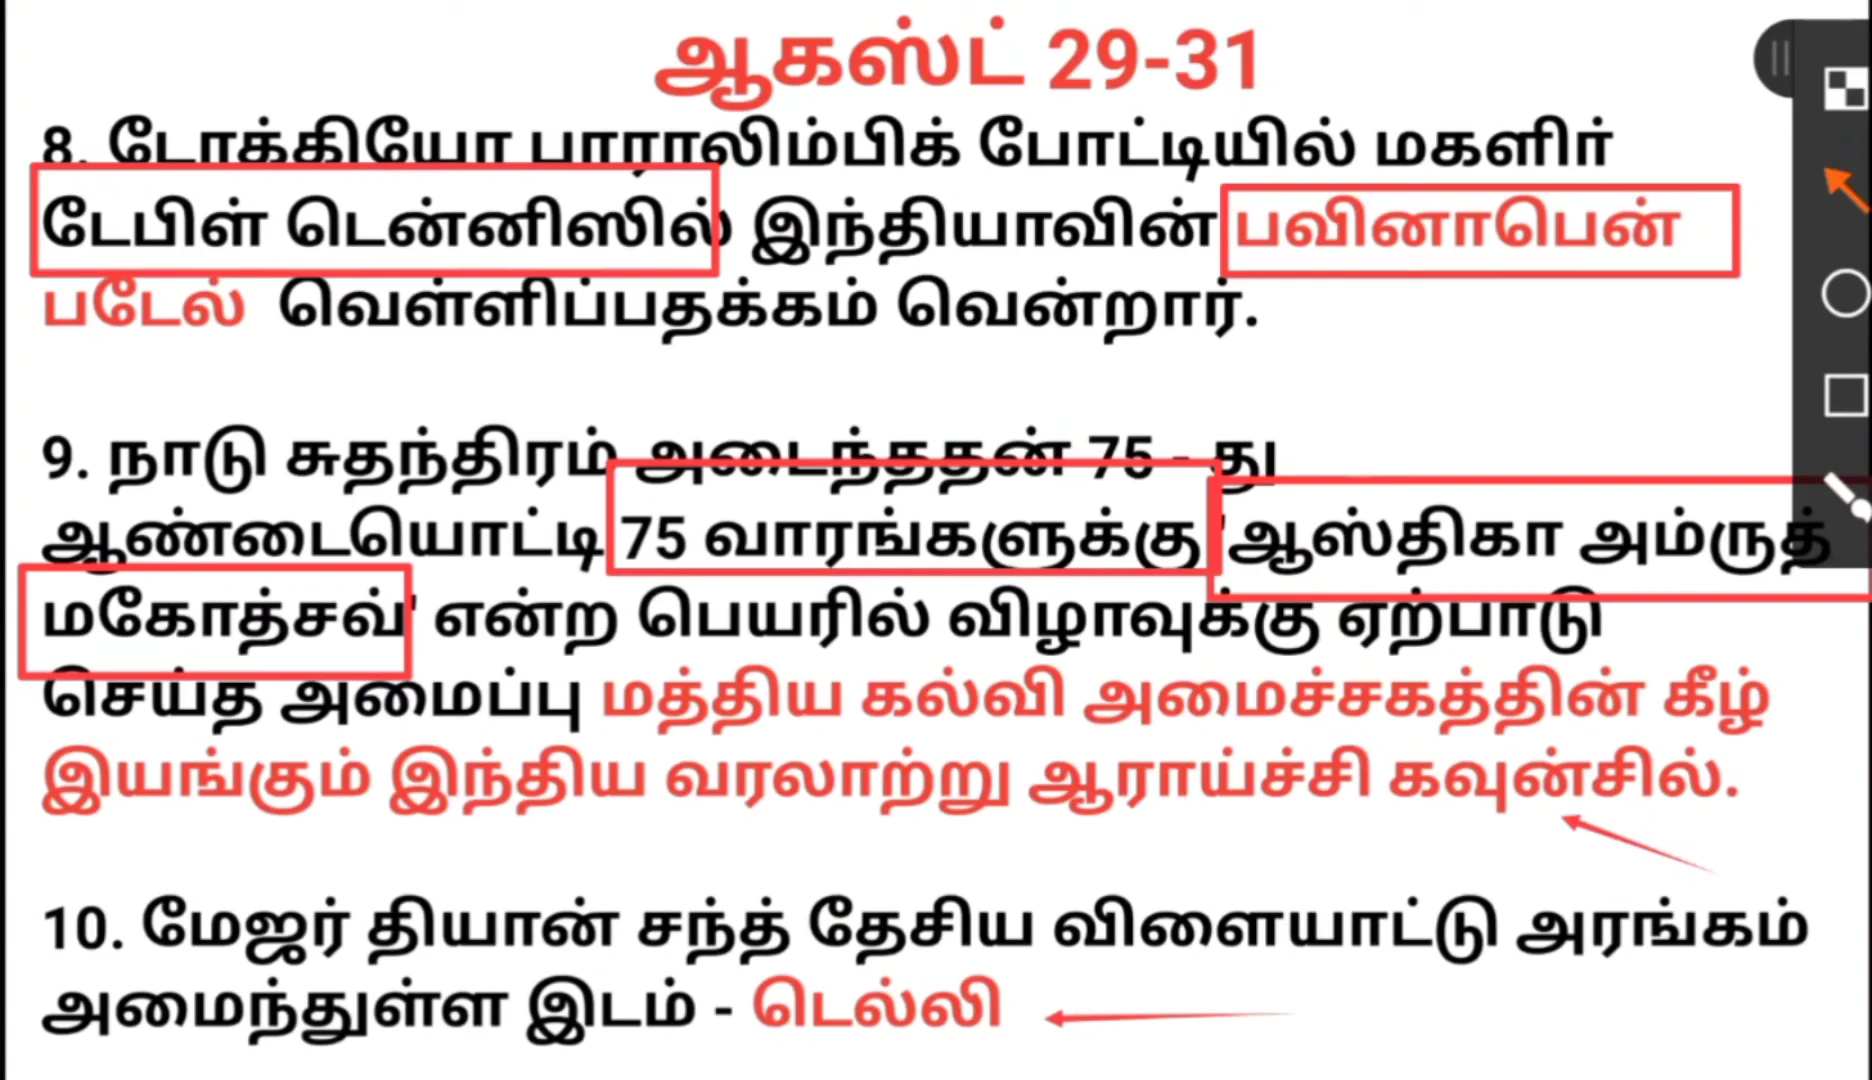 ஆகஸ்ட் 29-31
8. டோக்கியோ பாராலிம்பிக் போட்டியில் மகளிர்
டேபிள் டென்னிஸில் இந்தியாவின் பவினாபென்
படேல் வெள்ளிப்பதக்கம் வென்றார்.
9. நாடு சுதந்திரம் அடைந்ததன் 75 - து
ஆண்டையொட்டி 75 வாரங்களுக்கு 'ஆஸ்திகா அம்ருத்
மகோத்சவ்' என்ற பெயரில் விழாவுக்கு ஏற்பாடு
செய்த அமைப்பு மத்திய கல்வி அமைச்சகத்தின் கீழ்
இயங்கும் இந்திய வரலாற்று ஆராய்ச்சி கவுன்சில்.
10. மேஜர் தியான் சந்த் தேசிய விளையாட்டு அரங்கம்
அமைந்துள்ள இடம் - டெல்லி